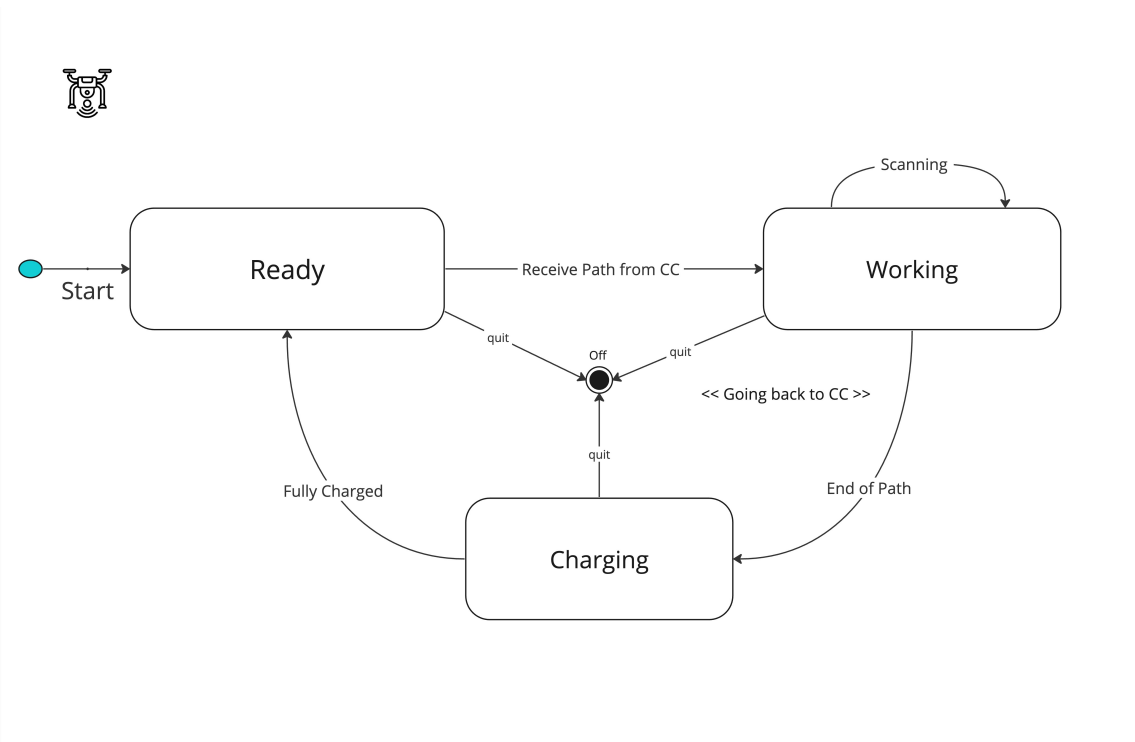 Scanning
Ready
Receive Path from CC
Working
Start
quit
quit
Off
<< Going back to CC >>
quit
Fully Charged
End of Path
Charging